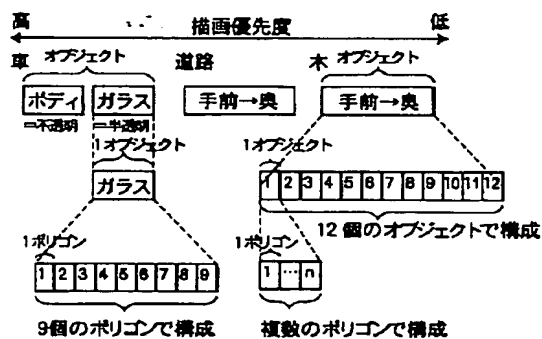 高 描画優先度 低
車 オブジェクト 道路 木 オブジェクト
ボディ ガラス 手前→奥 手前→奥
=不透明 =半透明
1オブジェクト 1オブジェクト
ガラス 1 2 3 4 5 6 7 8 9 10 11 12
12個のオブジェクトで構成
1ポリゴン 1ポリゴン
1 2 3 4 5 6 7 8 9 1 … n
9個のポリゴンで構成 複数のポリゴンで構成